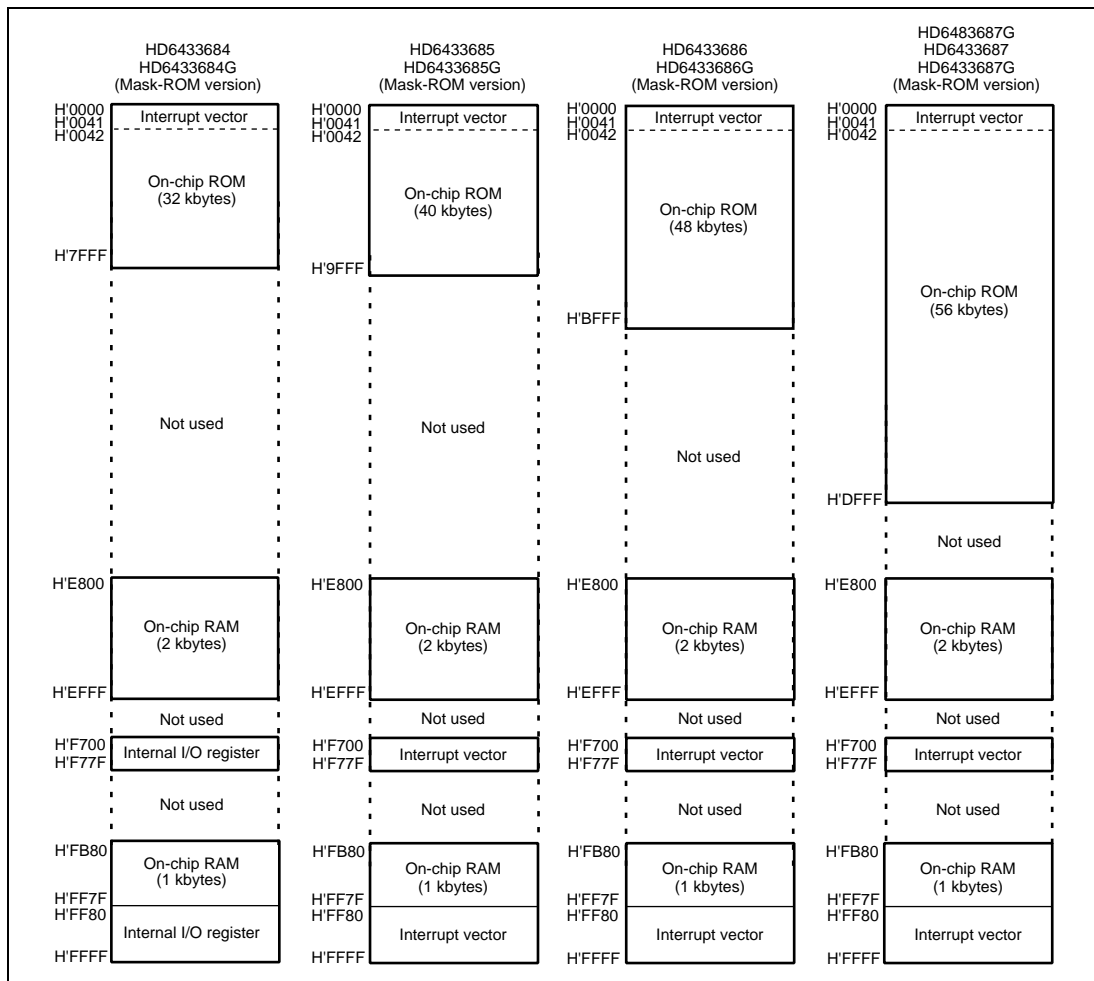 HD6433684
HD6433684G
(Mask-ROM version)
H'0000
H'0041
H'0042
Interrupt vector
On-chip ROM
(32 kbytes)
H'7FFF
Not used
H'E800
On-chip RAM
(2 kbytes)
H'EFFF
Not used
H'F700
H'F77F
Internal I/O register
Not used
H'FB80
On-chip RAM
(1 kbytes)
H'FF7F
H'FF80
Internal I/O register
H'FFFF
HD6433685
HD6433685G
(Mask-ROM version)
H'0000
H'0041
H'0042
Interrupt vector
On-chip ROM
(40 kbytes)
H'9FFF
Not used
H'E800
On-chip RAM
(2 kbytes)
H'EFFF
Not used
H'F700
H'F77F
Interrupt vector
Not used
H'FB80
On-chip RAM
(1 kbytes)
H'FF7F
H'FF80
Interrupt vector
H'FFFF
HD6433686
HD6433686G
(Mask-ROM version)
H'0000
H'0041
H'0042
Interrupt vector
On-chip ROM
(48 kbytes)
H'BFFF
Not used
H'E800
On-chip RAM
(2 kbytes)
H'EFFF
Not used
H'F700
H'F77F
Interrupt vector
Not used
H'FB80
On-chip RAM
(1 kbytes)
H'FF7F
H'FF80
Interrupt vector
H'FFFF
HD6483687G
HD6433687
HD6433687G
(Mask-ROM version)
H'0000
H'0041
H'0042
Interrupt vector
On-chip ROM
(56 kbytes)
H'DFFF
Not used
H'E800
On-chip RAM
(2 kbytes)
H'EFFF
Not used
H'F700
H'F77F
Interrupt vector
Not used
H'FB80
On-chip RAM
(1 kbytes)
H'FF7F
H'FF80
Interrupt vector
H'FFFF